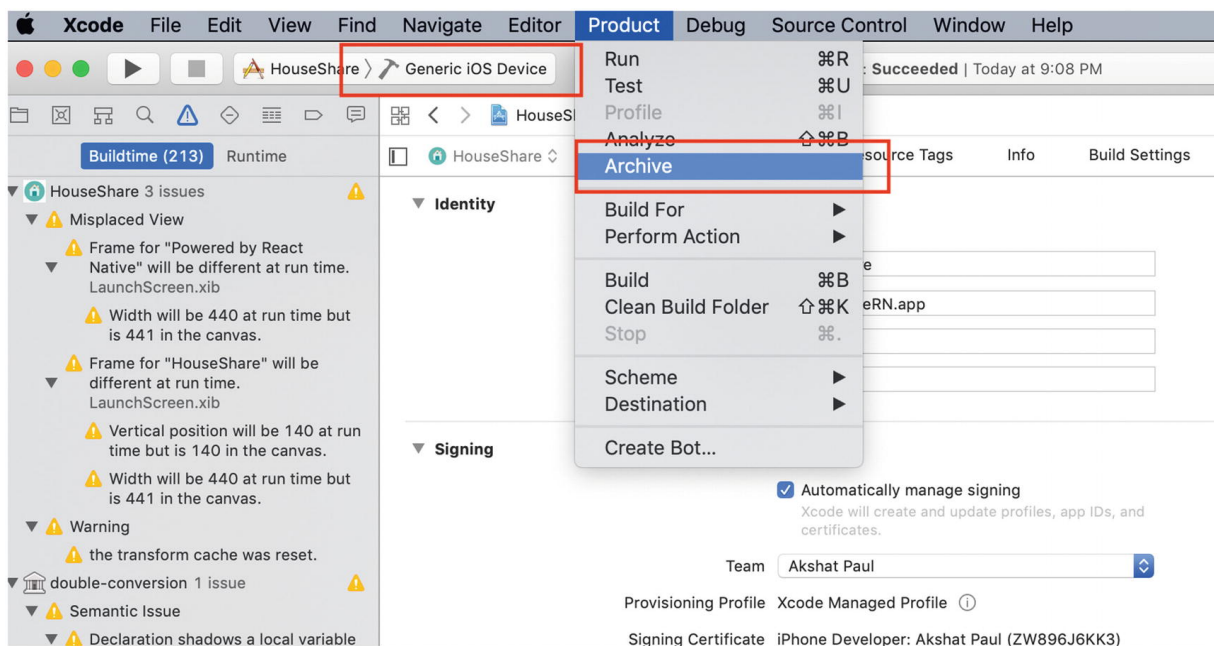 Xcode File Edit View Find Navigate Editor Product Debug Source Control Window Help
HouseShare Generic iOS Device
: Succeeded | Today at 9:08 PM
Run ⌘R
Test ⌘U
Profile ⌘I
Analyze ⇧⌘B
Archive
Build For
Perform Action
Build ⌘B
Clean Build Folder ⇧⌘K
Stop ⌘.
Scheme
Destination
Create Bot...
Buildtime (213) Runtime
HouseShare 3 issues
Misplaced View
Frame for "Powered by React
Native" will be different at run time.
LaunchScreen.xib
Width will be 440 at run time but
is 441 in the canvas.
Frame for "HouseShare" will be
different at run time.
LaunchScreen.xib
Vertical position will be 140 at run
time but is 140 in the canvas.
Width will be 440 at run time but
is 441 in the canvas.
Warning
the transform cache was reset.
double-conversion 1 issue
Semantic Issue
Declaration shadows a local variable
HouseS
HouseShare
source Tags Info Build Settings
Identity
e
eRN.app
Signing
Automatically manage signing
Xcode will create and update profiles, app IDs, and
certificates.
Team Akshat Paul
Provisioning Profile Xcode Managed Profile
Signing Certificate iPhone Developer: Akshat Paul (ZW896J6KK3)